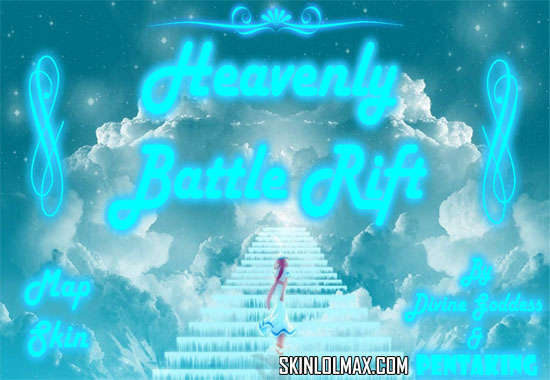 Heavenly
Battle Rift
Map
Skin
By
Divine Goddess
&
PENTAKING
SKINLOLMAX.COM